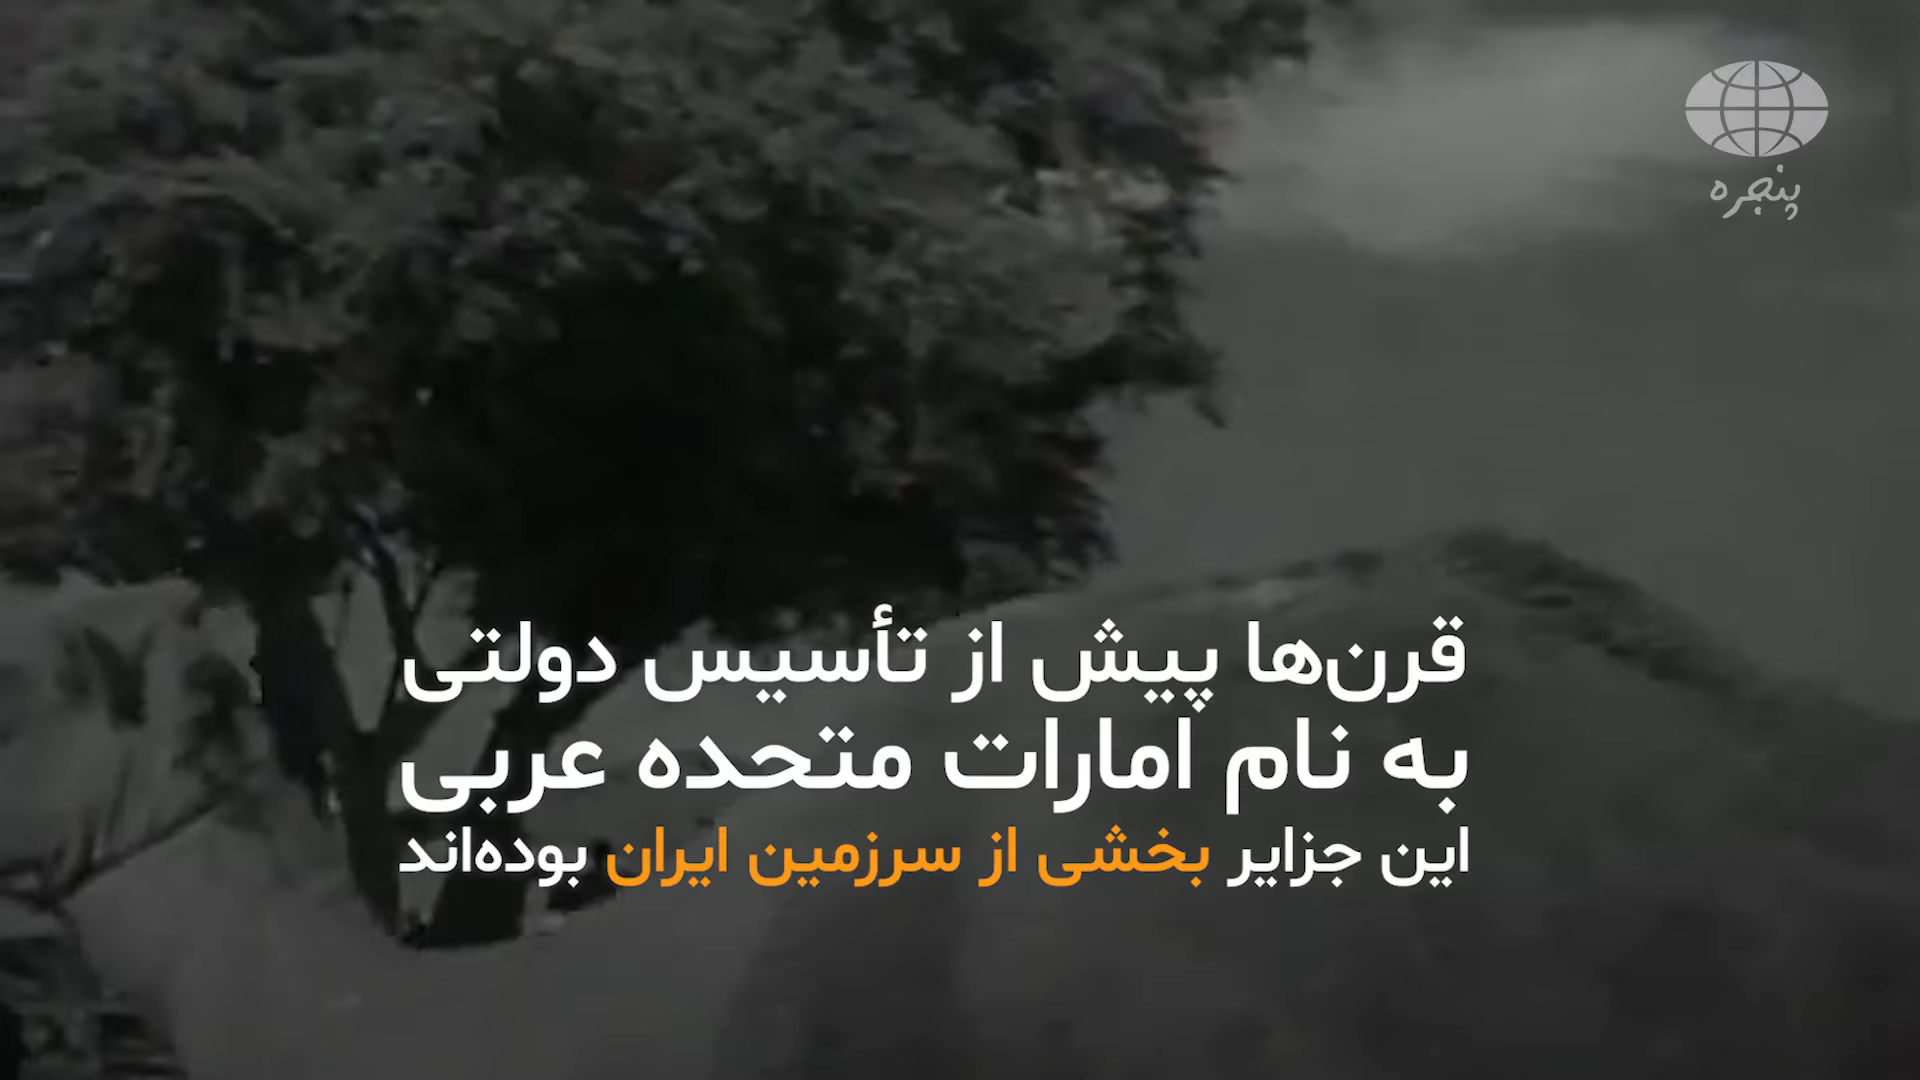 پنجره
قرن‌ها پیش از تأسیس دولتی
به نام امارات متحده عربی
این جزایر بخشی از سرزمین ایران بوده‌اند